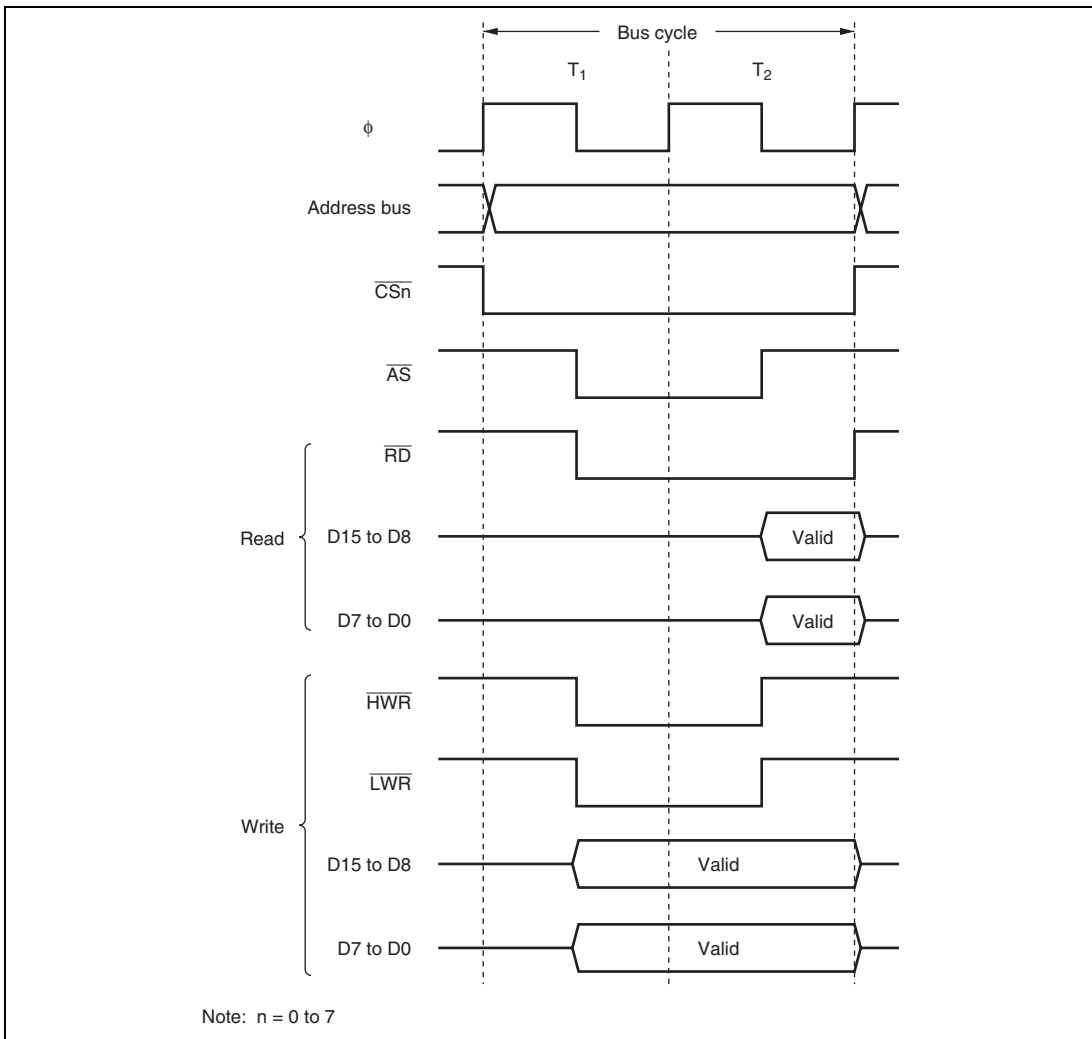 Bus cycle
T1 T2
φ
Address bus
CSn
AS
RD
Read
D15 to D8 Valid
D7 to D0 Valid
HWR
LWR
Write
D15 to D8 Valid
D7 to D0 Valid
Note: n = 0 to 7